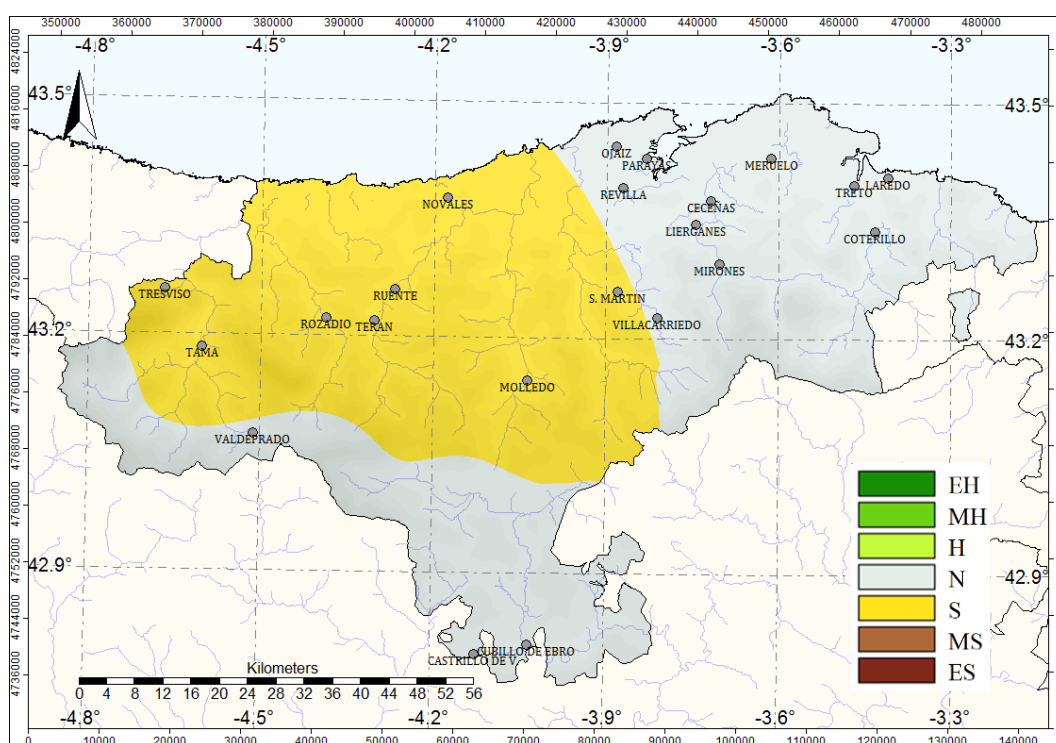 350000 360000 370000 380000 390000 400000 410000 420000 430000 440000 450000 460000 470000 480000
-4.8° -4.5° -4.2° -3.9° -3.6° -3.3°
4824000
43.5° 43.5°
4816000
OJAIZ
PARAYAS
MERUELO
4808000
LAREDO
TRETO
REVILLA
NOVALES
CECEÑAS
4800000
LIERGANES
COTERILLO
MIRONES
4792000
TRESVISO
RUENTE
S. MARTIN
ROZADIO
TERAN
VILLACARRIEDO
43.2° 43.2°
4784000
TAMA
4776000
MOLLEDO
VALDEPRADO
4768000
EH
4760000
MH
H
42.9° 42.9°
4752000
N
4744000
S
MS
CUBILLO DE EBRO
CASTRILLO DE V.
4736000
ES
Kilometers
0 4 8 12 16 20 24 28 32 36 40 44 48 56
-4.8° -4.5° -4.2° -3.9° -3.6° -3.3°
0 10000 20000 30000 40000 50000 60000 70000 80000 90000 100000 110000 120000 130000 140000